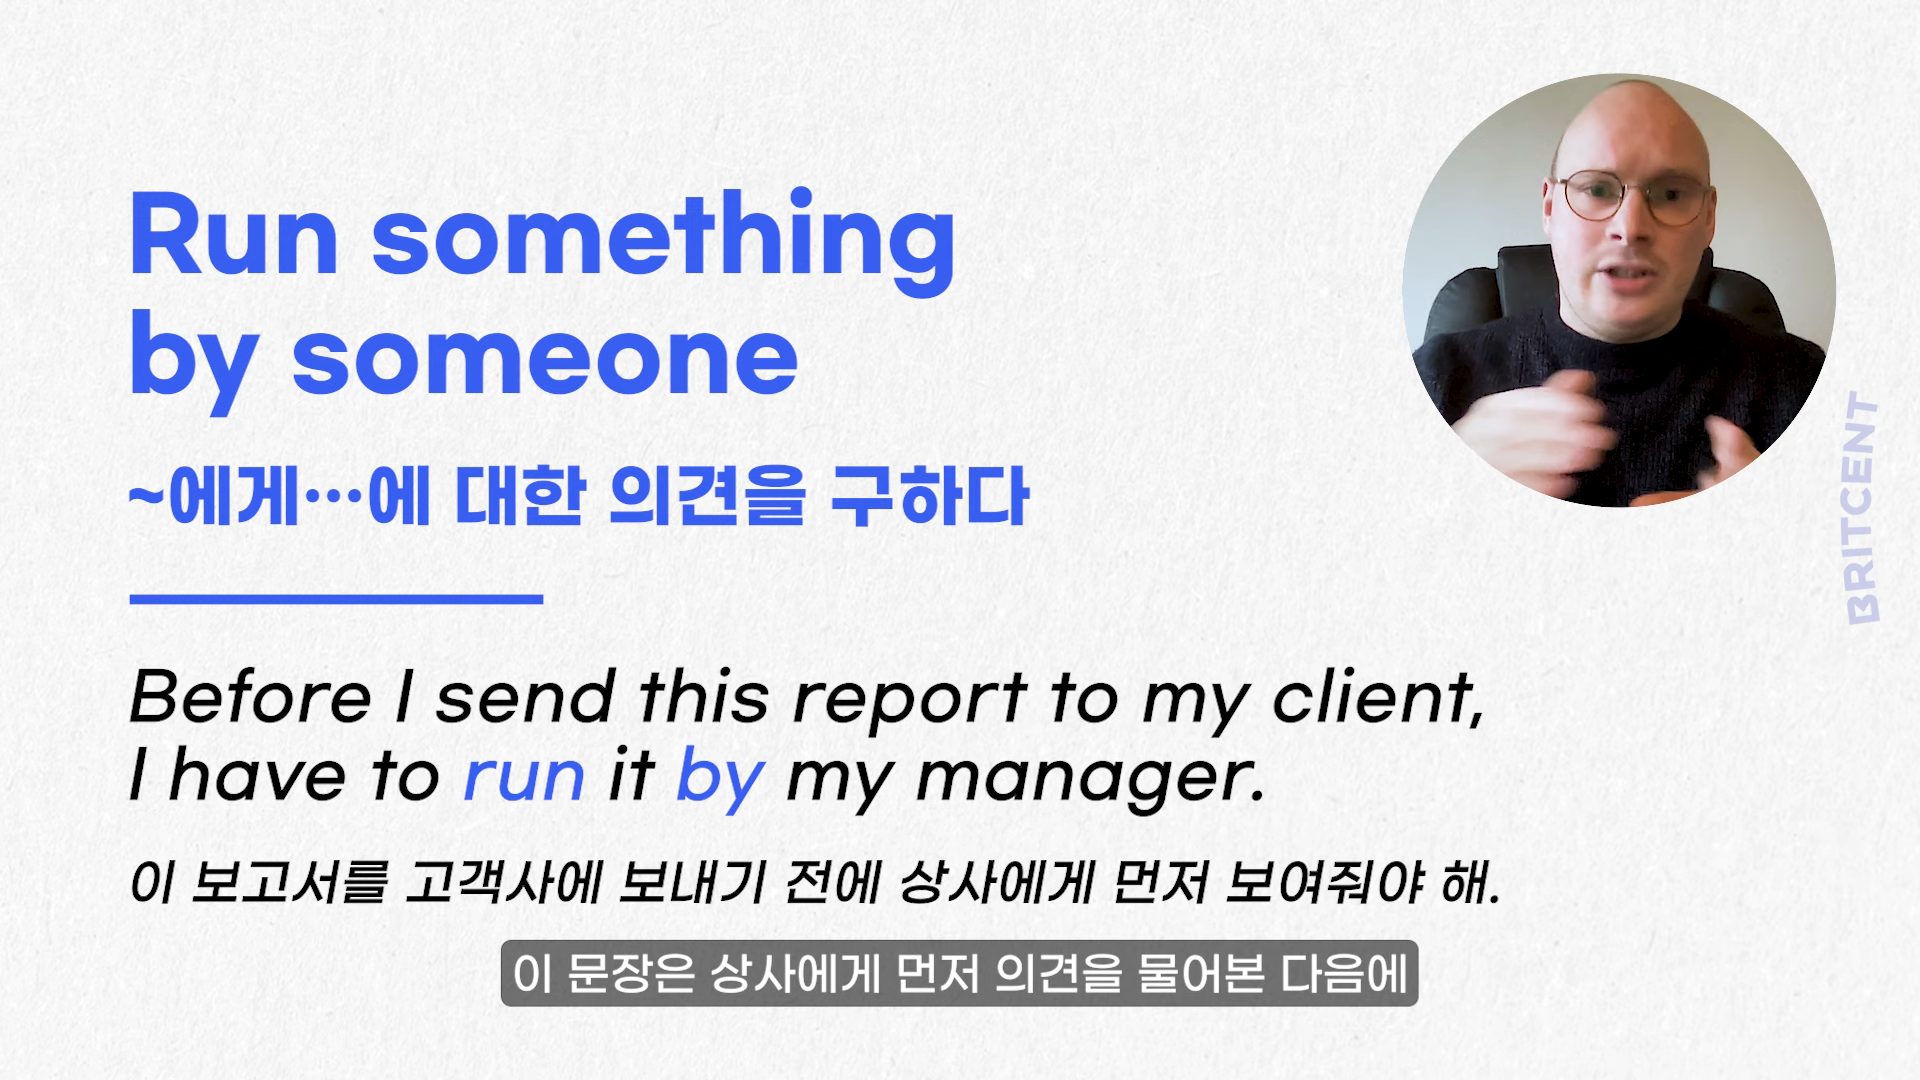 Run something
by someone
~에게…에 대한 의견을 구하다
Before I send this report to my client,
I have to run it by my manager.
이 보고서를 고객사에 보내기 전에 상사에게 먼저 보여줘야 해.
이 문장은 상사에게 먼저 의견을 물어본 다음에
BRITCENT